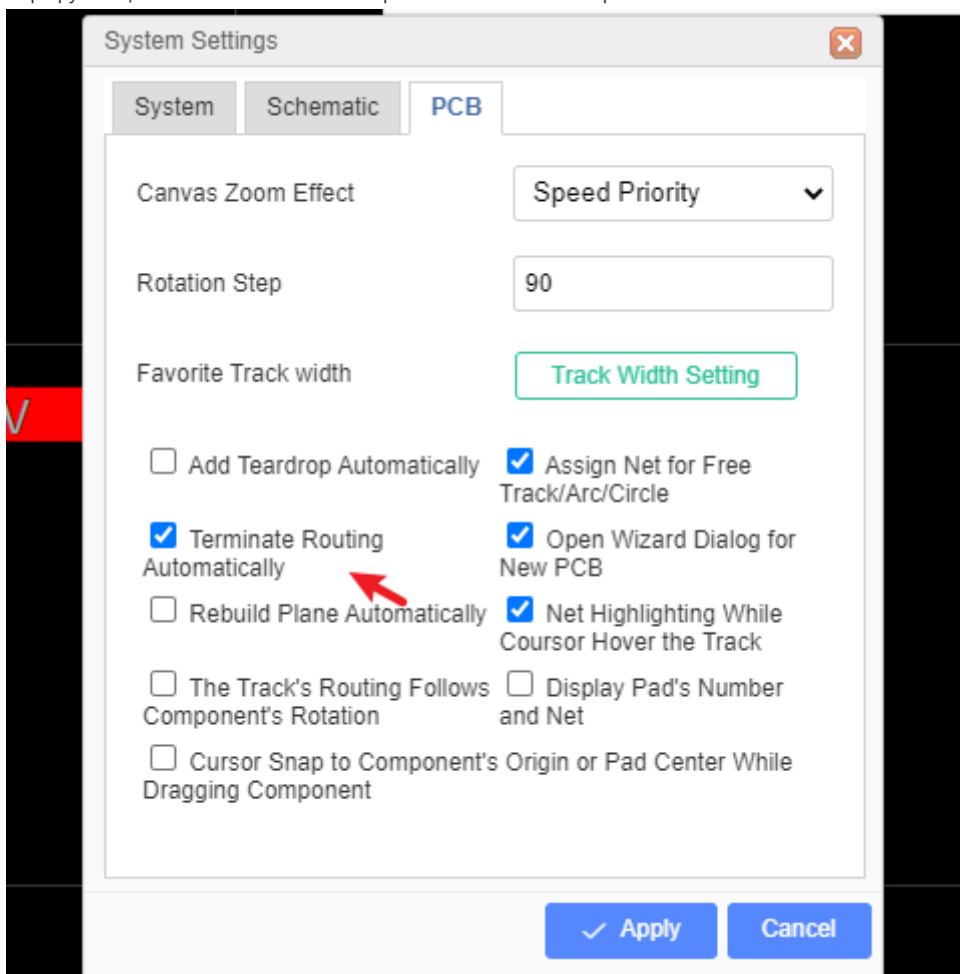 System Settings
System Schematic PCB
Canvas Zoom Effect Speed Priority
Rotation Step 90
Favorite Track width Track Width Setting
V
Add Teardrop Automatically Assign Net for Free
Track/Arc/Circle
Terminate Routing
Automatically
Open Wizard Dialog for
New PCB
Rebuild Plane Automatically Net Highlighting While
Coursor Hover the Track
The Track's Routing Follows
Component's Rotation
Display Pad's Number
and Net
Cursor Snap to Component's Origin or Pad Center While
Dragging Component
Apply Cancel